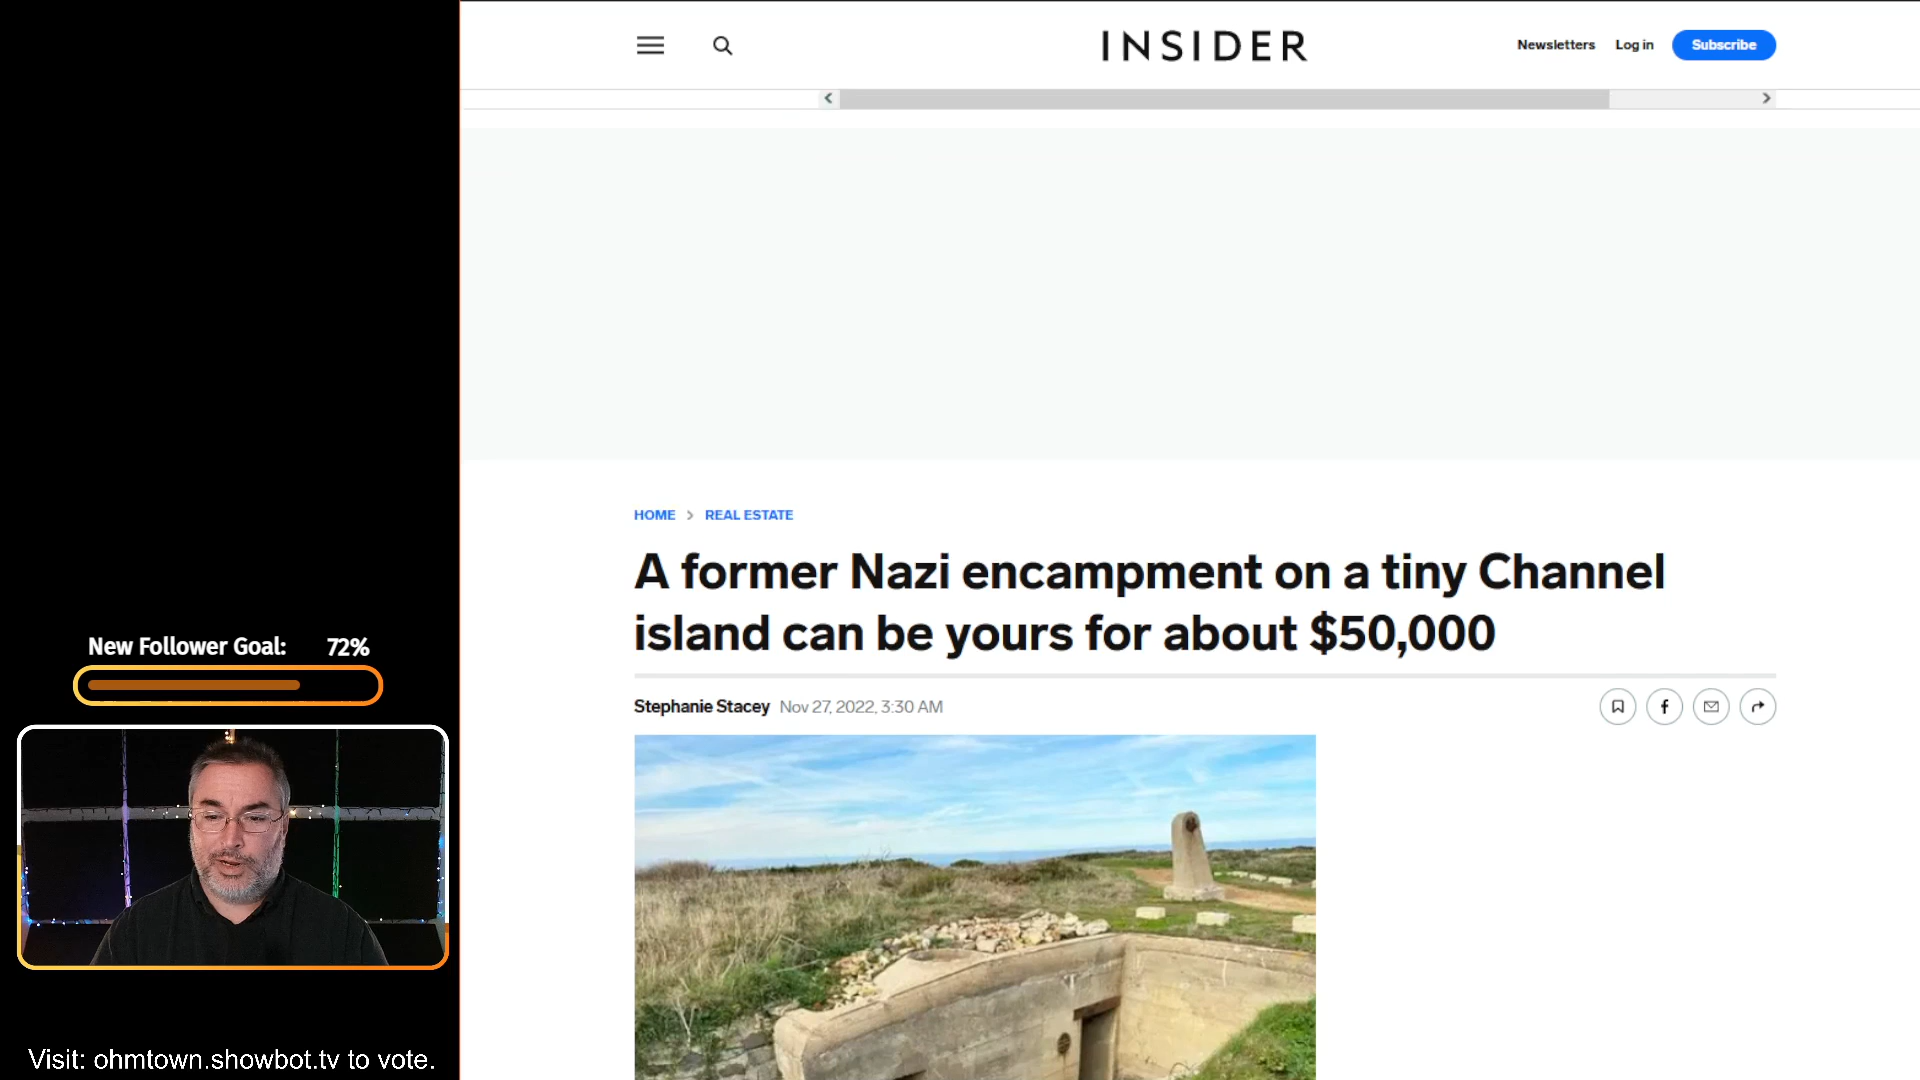 INSIDER
Newsletters
Log in
Subscribe
HOME > REAL ESTATE
A former Nazi encampment on a tiny Channel
island can be yours for about $50,000
Stephanie Stacey Nov 27, 2022, 3:30 AM
New Follower Goal: 72%
Visit: ohmtown.showbot.tv to vote.